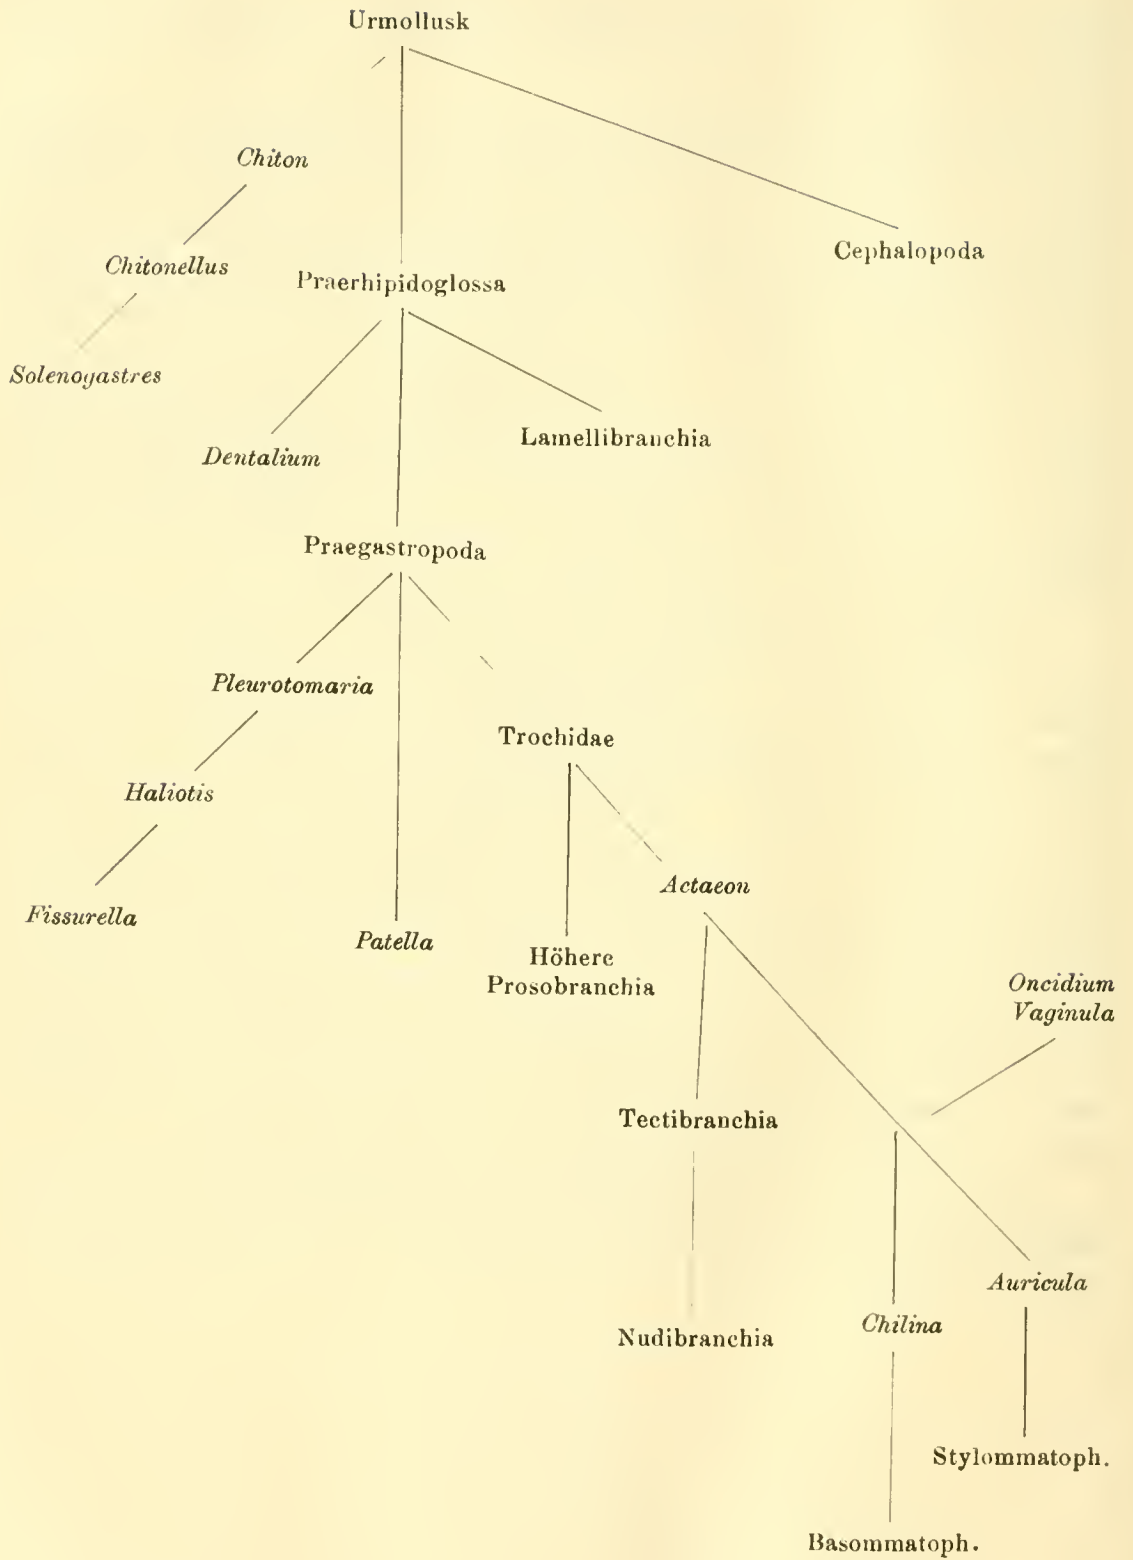 Urmollusk
Chiton
Cephalopoda
Chitonellus
Praerhipidoglossa
Solenogastres
Lamellibranchia
Dentalium
Praegastropoda
Pleurotomaria
Trochidae
Haliotis
Actaeon
Fissurella
Patella
Höhere
Prosobranchia
Oncidium
Vaginula
Tectibranchia
Auricula
Chilina
Nudibranchia
Stylommatoph.
Basommatoph.